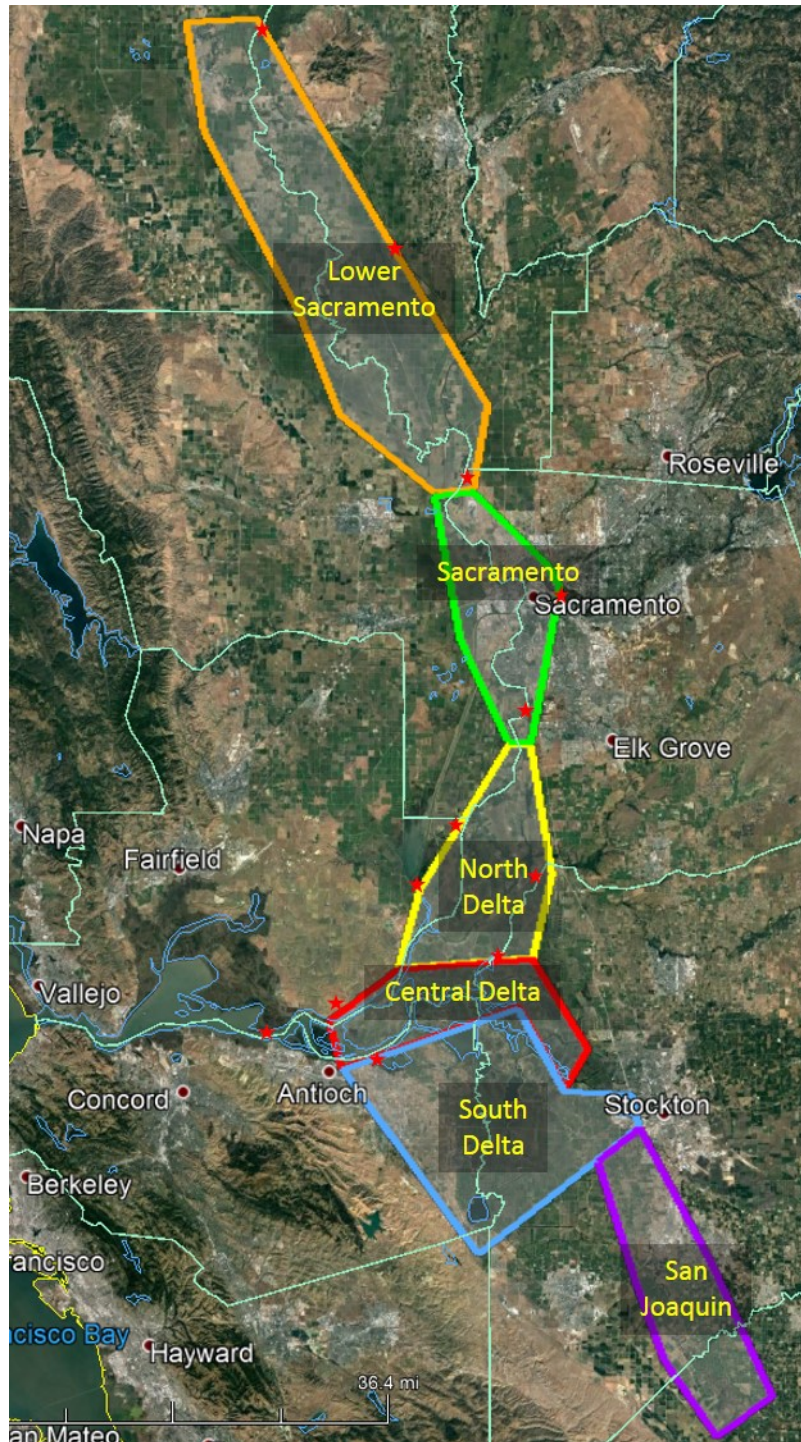 Lower
Sacramento
Roseville
Sacramento
Sacramento
Elk Grove
Napa
Fairfield
North
Delta
Vallejo
Central Delta
Antioch
Concord
South
Delta
Stockton
Berkeley
rancisco
San
Joaquin
ncisco Bay
Hayward
36.4 mi
an Mateo